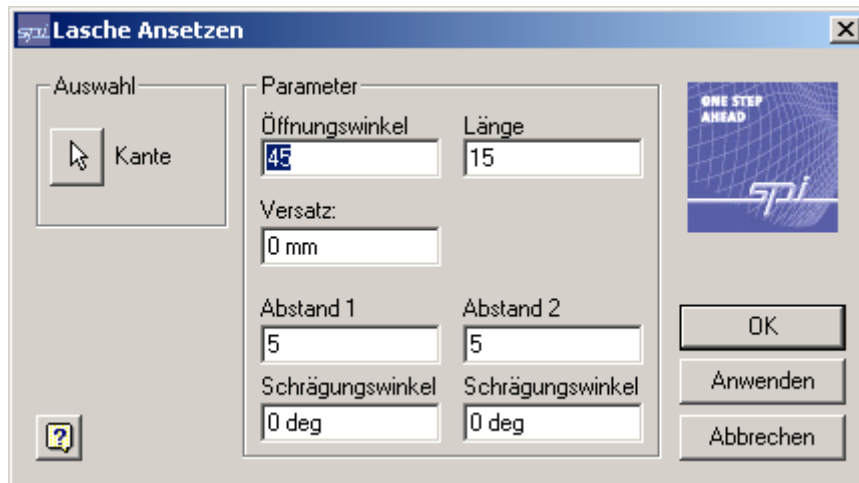 spi Lasche Ansetzen
Auswahl
Kante
Parameter
Öffnungswinkel Länge
45 15
Versatz:
0 mm
Abstand 1 Abstand 2
5 5
Schrägungswinkel Schrägungswinkel
0 deg 0 deg
ONE STEP
AHEAD
spi
OK
Anwenden
Abbrechen